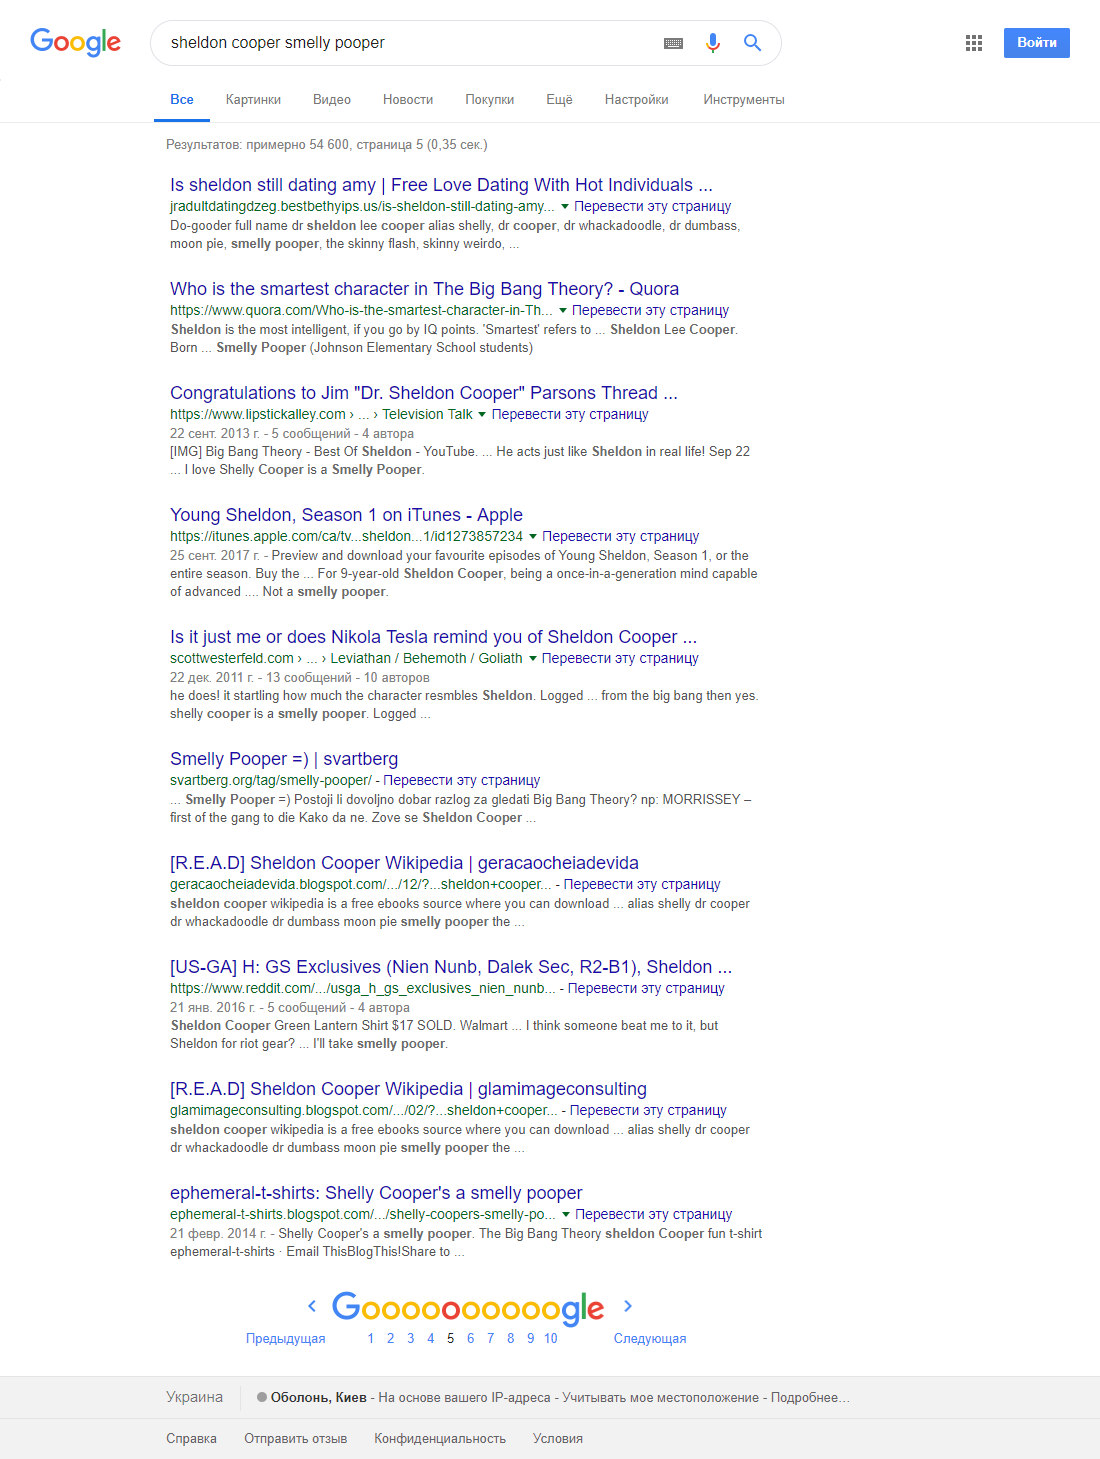 Google
sheldon cooper smelly pooper
Войти
Все Картинки Видео Новости Покупки Ещё Настройки Инструменты
Результатов: примерно 54 600, страница 5 (0,35 сек.)
Is sheldon still dating amy | Free Love Dating With Hot Individuals ...
jradultdatingdzeg.bestbethyips.us/is-sheldon-still-dating-amy... Перевести эту страницу
Do-gooder full name dr sheldon lee cooper alias shelly, dr cooper, dr whackadoodle, dr dumbass,
moon pie, smelly pooper, the skinny flash, skinny weirdo, ...
Who is the smartest character in The Big Bang Theory? - Quora
https://www.quora.com/Who-is-the-smartest-character-in-Th... Перевести эту страницу
Sheldon is the most intelligent, if you go by IQ points. 'Smartest' refers to ... Sheldon Lee Cooper.
Born ... Smelly Pooper (Johnson Elementary School students)
Congratulations to Jim "Dr. Sheldon Cooper" Parsons Thread ...
https://www.lipstickalley.com › ... › Television Talk Перевести эту страницу
22 сент. 2013 г. - 5 сообщений - 4 автора
[IMG] Big Bang Theory - Best Of Sheldon - YouTube. ... He acts just like Sheldon in real life! Sep 22
... I love Shelly Cooper is a Smelly Pooper.
Young Sheldon, Season 1 on iTunes - Apple
https://itunes.apple.com/ca/tv...sheldon...1/id1273857234 Перевести эту страницу
25 сент. 2017 г. - Preview and download your favourite episodes of Young Sheldon, Season 1, or the
entire season. Buy the ... For 9-year-old Sheldon Cooper, being a once-in-a-generation mind capable
of advanced .... Not a smelly pooper.
Is it just me or does Nikola Tesla remind you of Sheldon Cooper ...
scottwesterfeld.com › ... › Leviathan / Behemoth / Goliath Перевести эту страницу
22 дек. 2011 г. - 13 сообщений - 10 авторов
he does! it startling how much the character resmbles Sheldon. Logged ... from the big bang then yes.
shelly cooper is a smelly pooper. Logged ...
Smelly Pooper =) | svartberg
svartberg.org/tag/smelly-pooper/ - Перевести эту страницу
... Smelly Pooper =) Postoji li dovoljno dobar razlog za gledati Big Bang Theory? np: MORRISSEY –
first of the gang to die Kako da ne. Zove se Sheldon Cooper ...
[R.E.A.D] Sheldon Cooper Wikipedia | geracaocheiadevida
geracaocheiadevida.blogspot.com/.../12/?...sheldon+cooper... - Перевести эту страницу
sheldon cooper wikipedia is a free ebooks source where you can download ... alias shelly dr cooper
dr whackadoodle dr dumbass moon pie smelly pooper the ...
[US-GA] H: GS Exclusives (Nien Nunb, Dalek Sec, R2-B1), Sheldon ...
https://www.reddit.com/.../usga_h_gs_exclusives_nien_nunb... - Перевести эту страницу
21 янв. 2016 г. - 5 сообщений - 4 автора
Sheldon Cooper Green Lantern Shirt $17 SOLD. Walmart ... I think someone beat me to it, but
Sheldon for riot gear? ... I'll take smelly pooper.
[R.E.A.D] Sheldon Cooper Wikipedia | glamimageconsulting
glamimageconsulting.blogspot.com/.../02/?...sheldon+cooper... - Перевести эту страницу
sheldon cooper wikipedia is a free ebooks source where you can download ... alias shelly dr cooper
dr whackadoodle dr dumbass moon pie smelly pooper the ...
ephemeral-t-shirts: Shelly Cooper's a smelly pooper
ephemeral-t-shirts.blogspot.com/.../shelly-coopers-smelly-po... Перевести эту страницу
21 февр. 2014 г. - Shelly Cooper's a smelly pooper. The Big Bang Theory sheldon Cooper fun t-shirt
ephemeral-t-shirts · Email ThisBlogThis!Share to ...
Goooooooooogle
Предыдущая 1 2 3 4 5 6 7 8 9 10 Следующая
Украина Оболонь, Киев - На основе вашего IP-адреса - Учитывать мое местоположение - Подробнее...
Справка Отправить отзыв Конфиденциальность Условия